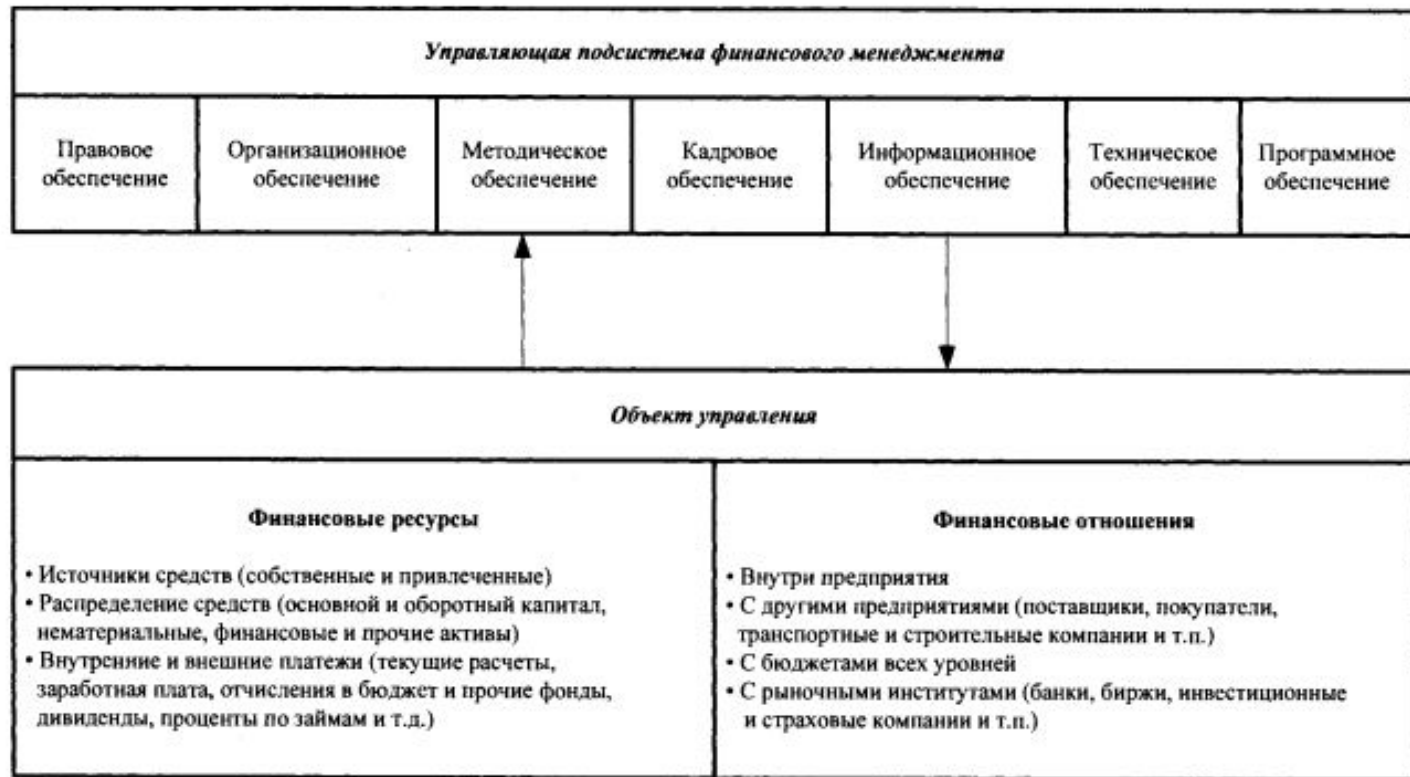 Управляющая подсистема финансового менеджмента
Правовое
обеспечение
Организационное
обеспечение
Методическое
обеспечение
Кадровое
обеспечение
Информационное
обеспечение
Техническое
обеспечение
Программное
обеспечение
Объект управления
Финансовые ресурсы
• Источники средств (собственные и привлеченные)
• Распределение средств (основной и оборотный капитал,
нематериальные, финансовые и прочие активы)
• Внутренние и внешние платежи (текущие расчеты,
заработная плата, отчисления в бюджет и прочие фонды,
дивиденды, проценты по займам и т.д.)
Финансовые отношения
• Внутри предприятия
• С другими предприятиями (поставщики, покупатели,
транспортные и строительные компании и т.п.)
• С бюджетами всех уровней
• С рыночными институтами (банки, биржи, инвестиционные
и страховые компании и т.п.)